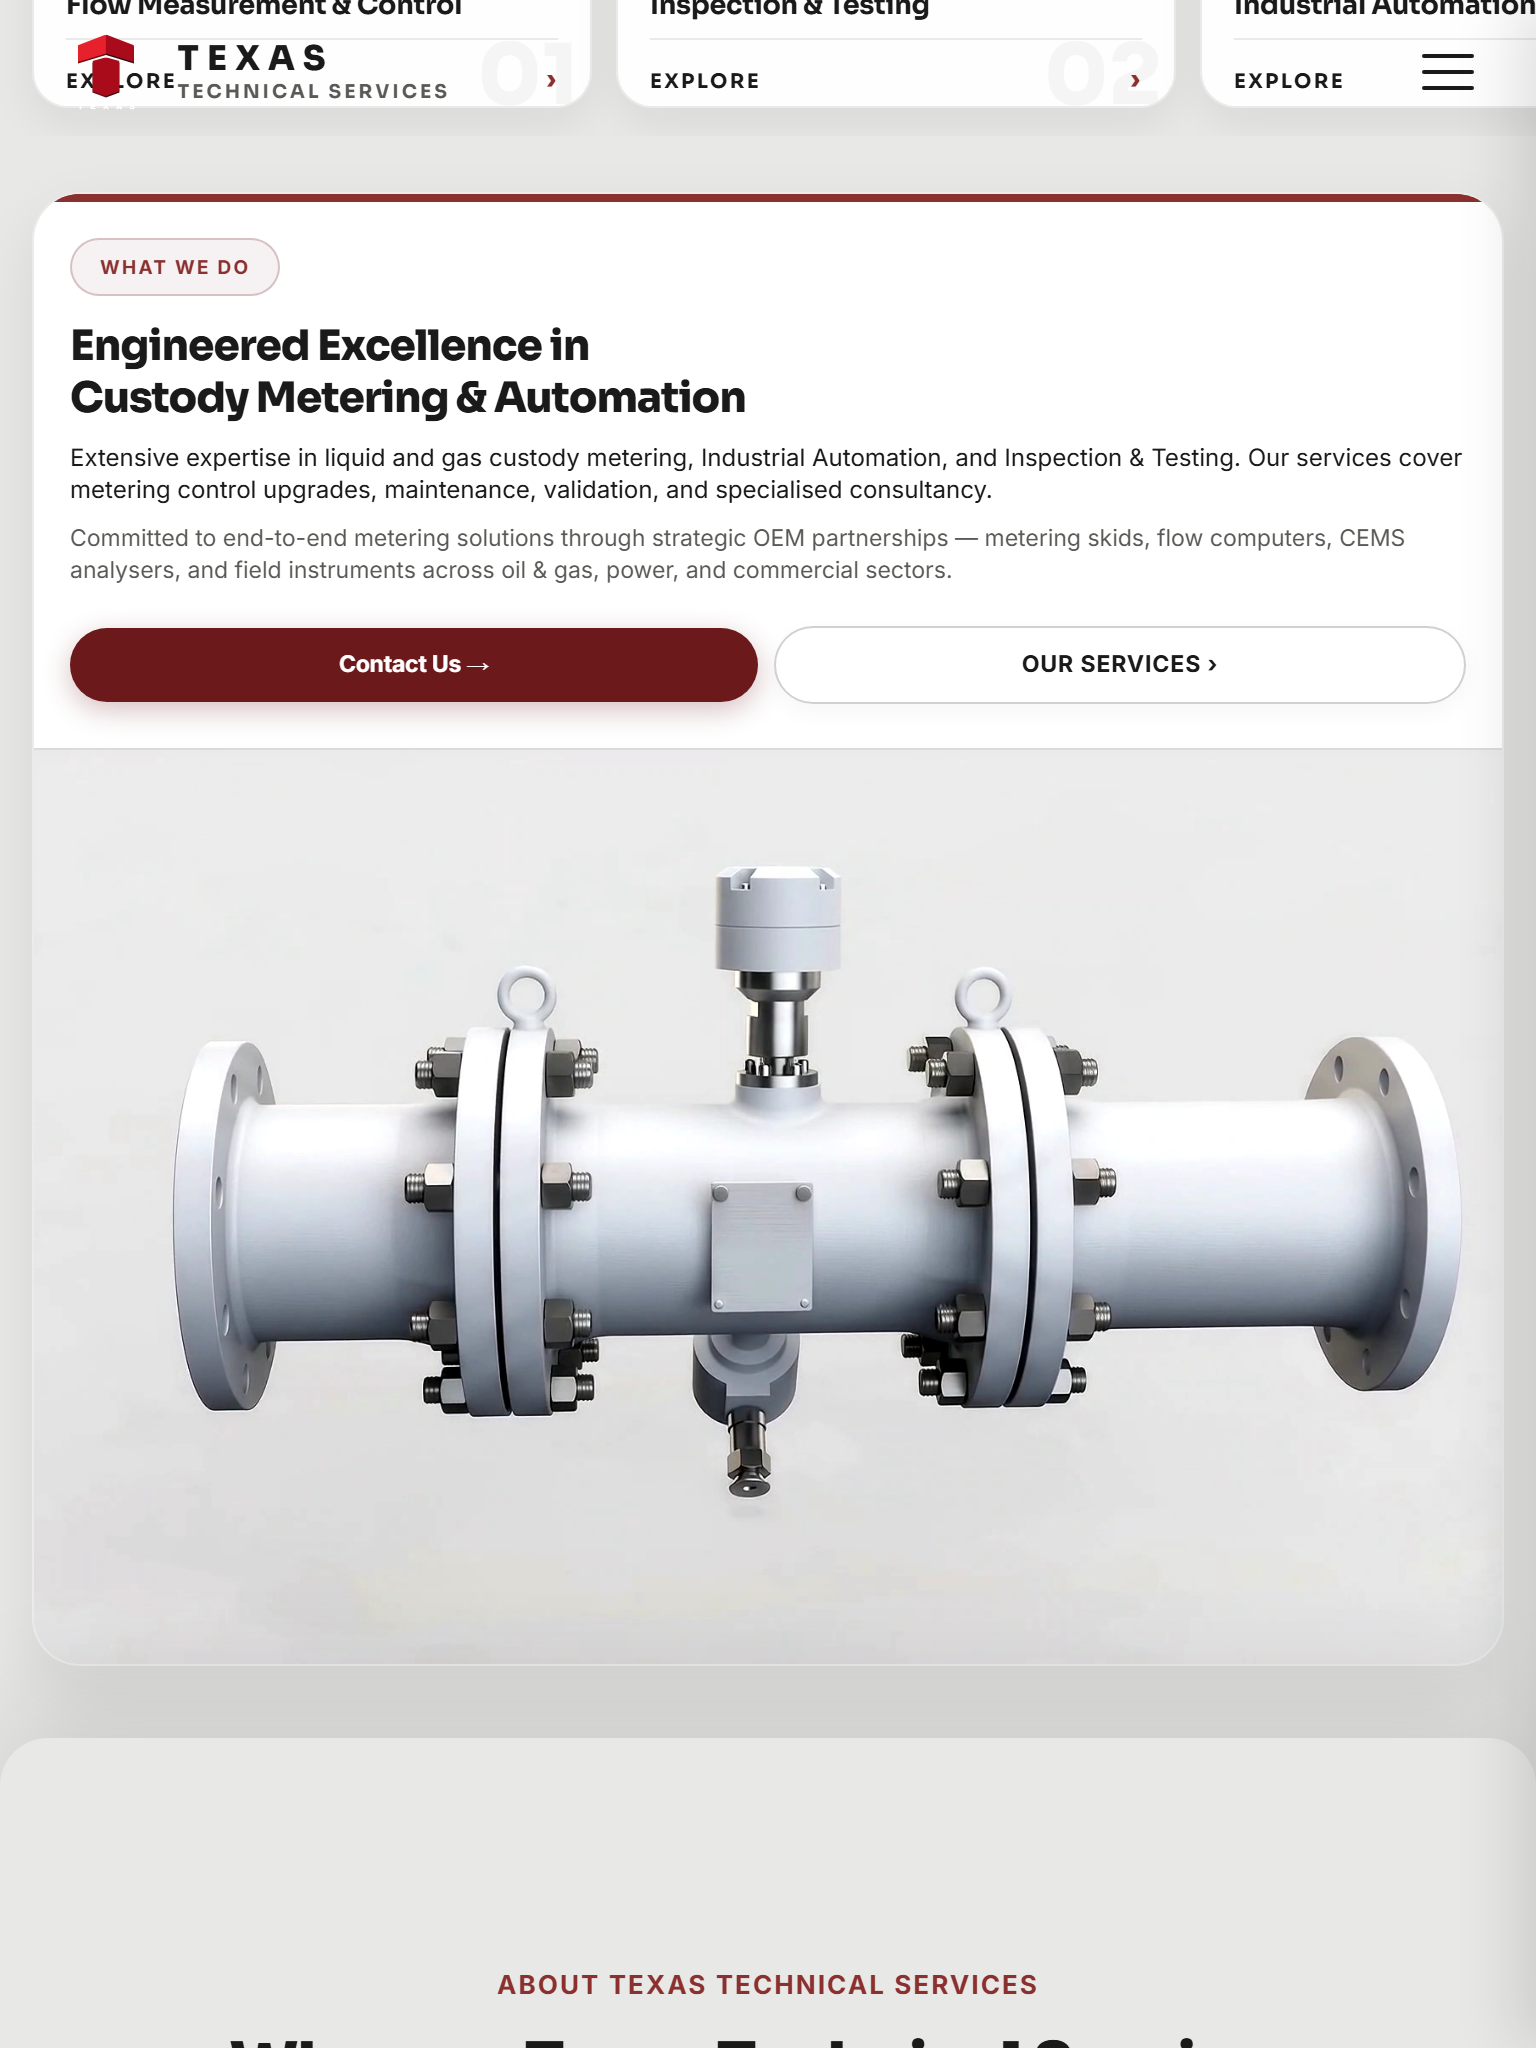 Flow Measurement & Control
Inspection & Testing
Industrial Automation
TEXAS
TECHNICAL SERVICES
EXPLORE
01
›
EXPLORE
02
›
EXPLORE
WHAT WE DO
Engineered Excellence in
Custody Metering & Automation
Extensive expertise in liquid and gas custody metering, Industrial Automation, and Inspection & Testing. Our services cover
metering control upgrades, maintenance, validation, and specialised consultancy.
Committed to end-to-end metering solutions through strategic OEM partnerships — metering skids, flow computers, CEMS
analysers, and field instruments across oil & gas, power, and commercial sectors.
Contact Us →
OUR SERVICES ›
ABOUT TEXAS TECHNICAL SERVICES